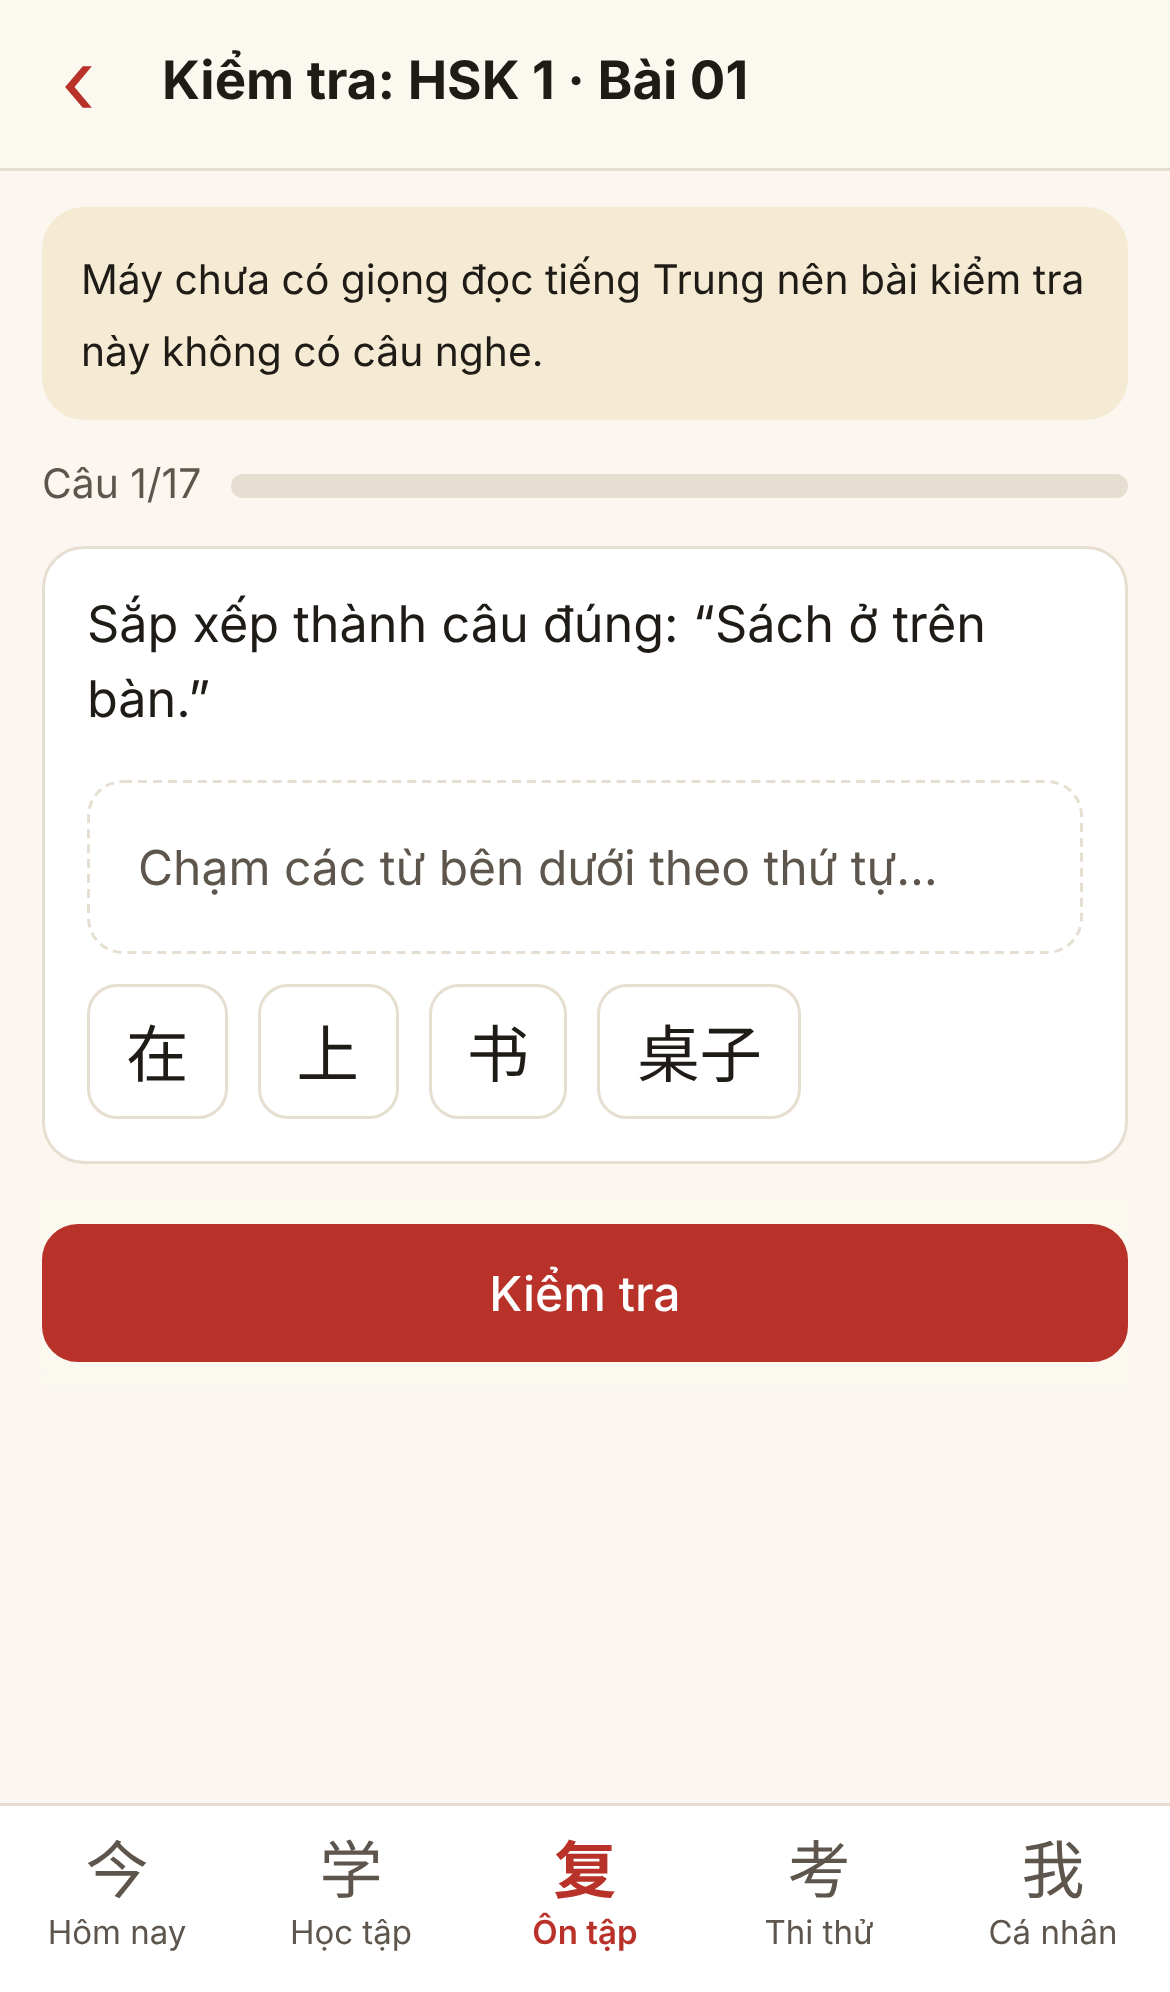 ‹ Kiểm tra: HSK 1 · Bài 01
Máy chưa có giọng đọc tiếng Trung nên bài kiểm tra
này không có câu nghe.
Câu 1/17
Sắp xếp thành câu đúng: “Sách ở trên
bàn.”
Chạm các từ bên dưới theo thứ tự...
在 上 书 桌子
Kiểm tra
今 学 复 考 我
Hôm nay Học tập Ôn tập Thi thử Cá nhân